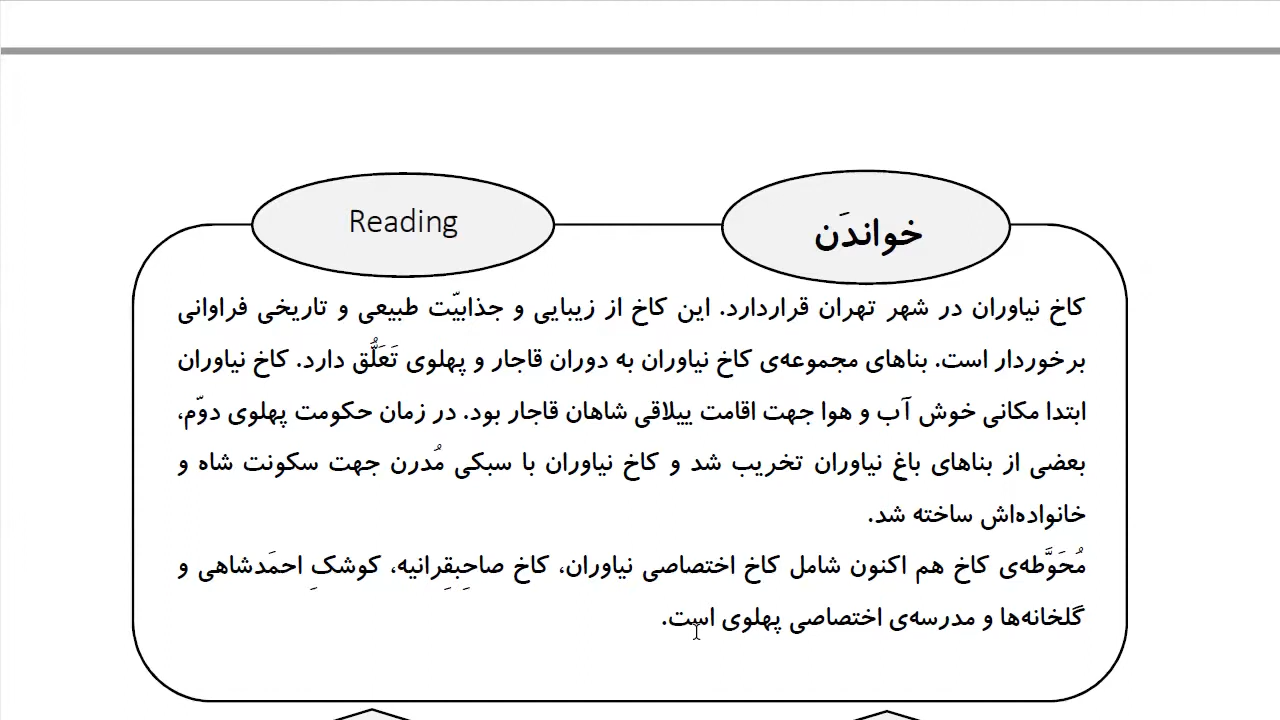 خواندَن
Reading
کاخ نیاوران در شهر تهران قراردارد. این کاخ از زیبایی و جذابیّت طبیعی و تاریخی فراوانی
برخوردار است. بناهای مجموعه‌ی کاخ نیاوران به دوران قاجار و پهلوی تَعَلُّق دارد. کاخ نیاوران
ابتدا مکانی خوش آب و هوا جهت اقامت ییلاقی شاهان قاجار بود. در زمان حکومت پهلوی دوّم،
بعضی از بناهای باغ نیاوران تخریب شد و کاخ نیاوران با سبکی مُدرن جهت سکونت شاه و
خانواده‌اش ساخته شد.
مُحَوَّطه‌ی کاخ هم اکنون شامل کاخ اختصاصی نیاوران، کاخ صاحِبقِرانیه، کوشکِ احمَدشاهی و
گلخانه‌ها و مدرسه‌ی اختصاصی پهلوی است.